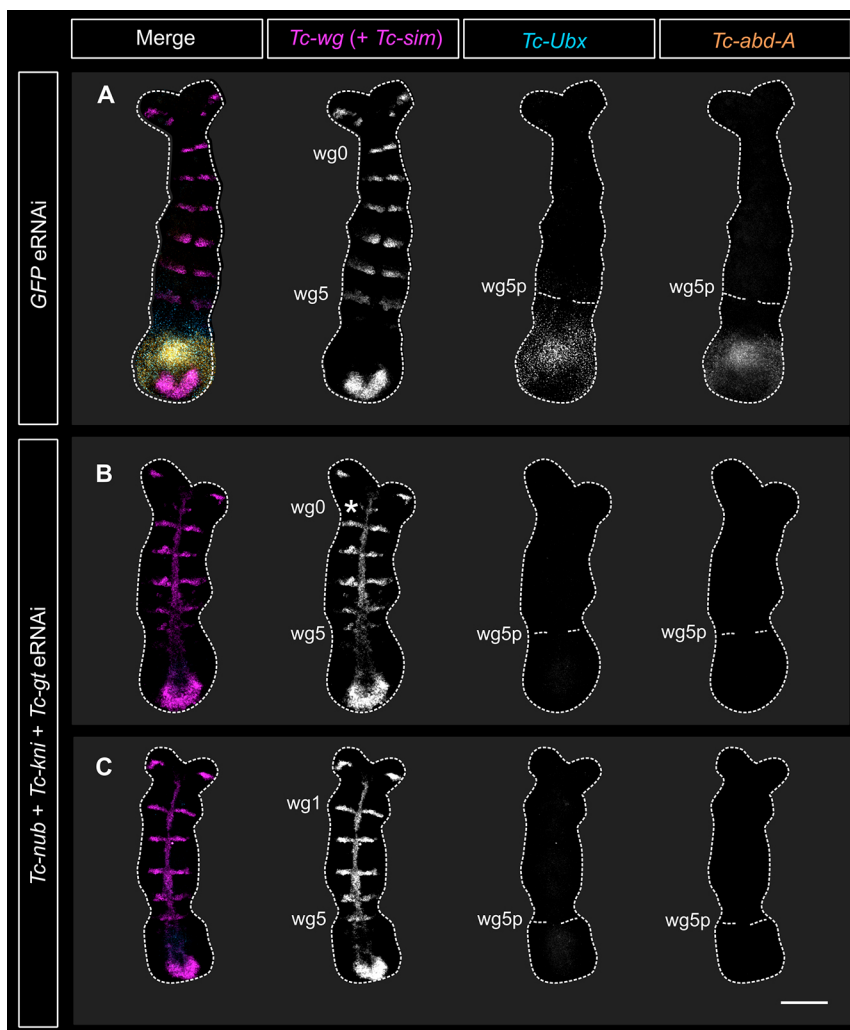 Merge
Tc-wg (+ Tc-sim)
Tc-Ubx
Tc-abd-A
GFP eRNAi
A
wg0
wg5
wg5p
wg5p
Tc-nub + Tc-kni + Tc-gt eRNAi
B
wg0
*
wg5
wg5p
wg5p
C
wg1
wg5
wg5p
wg5p